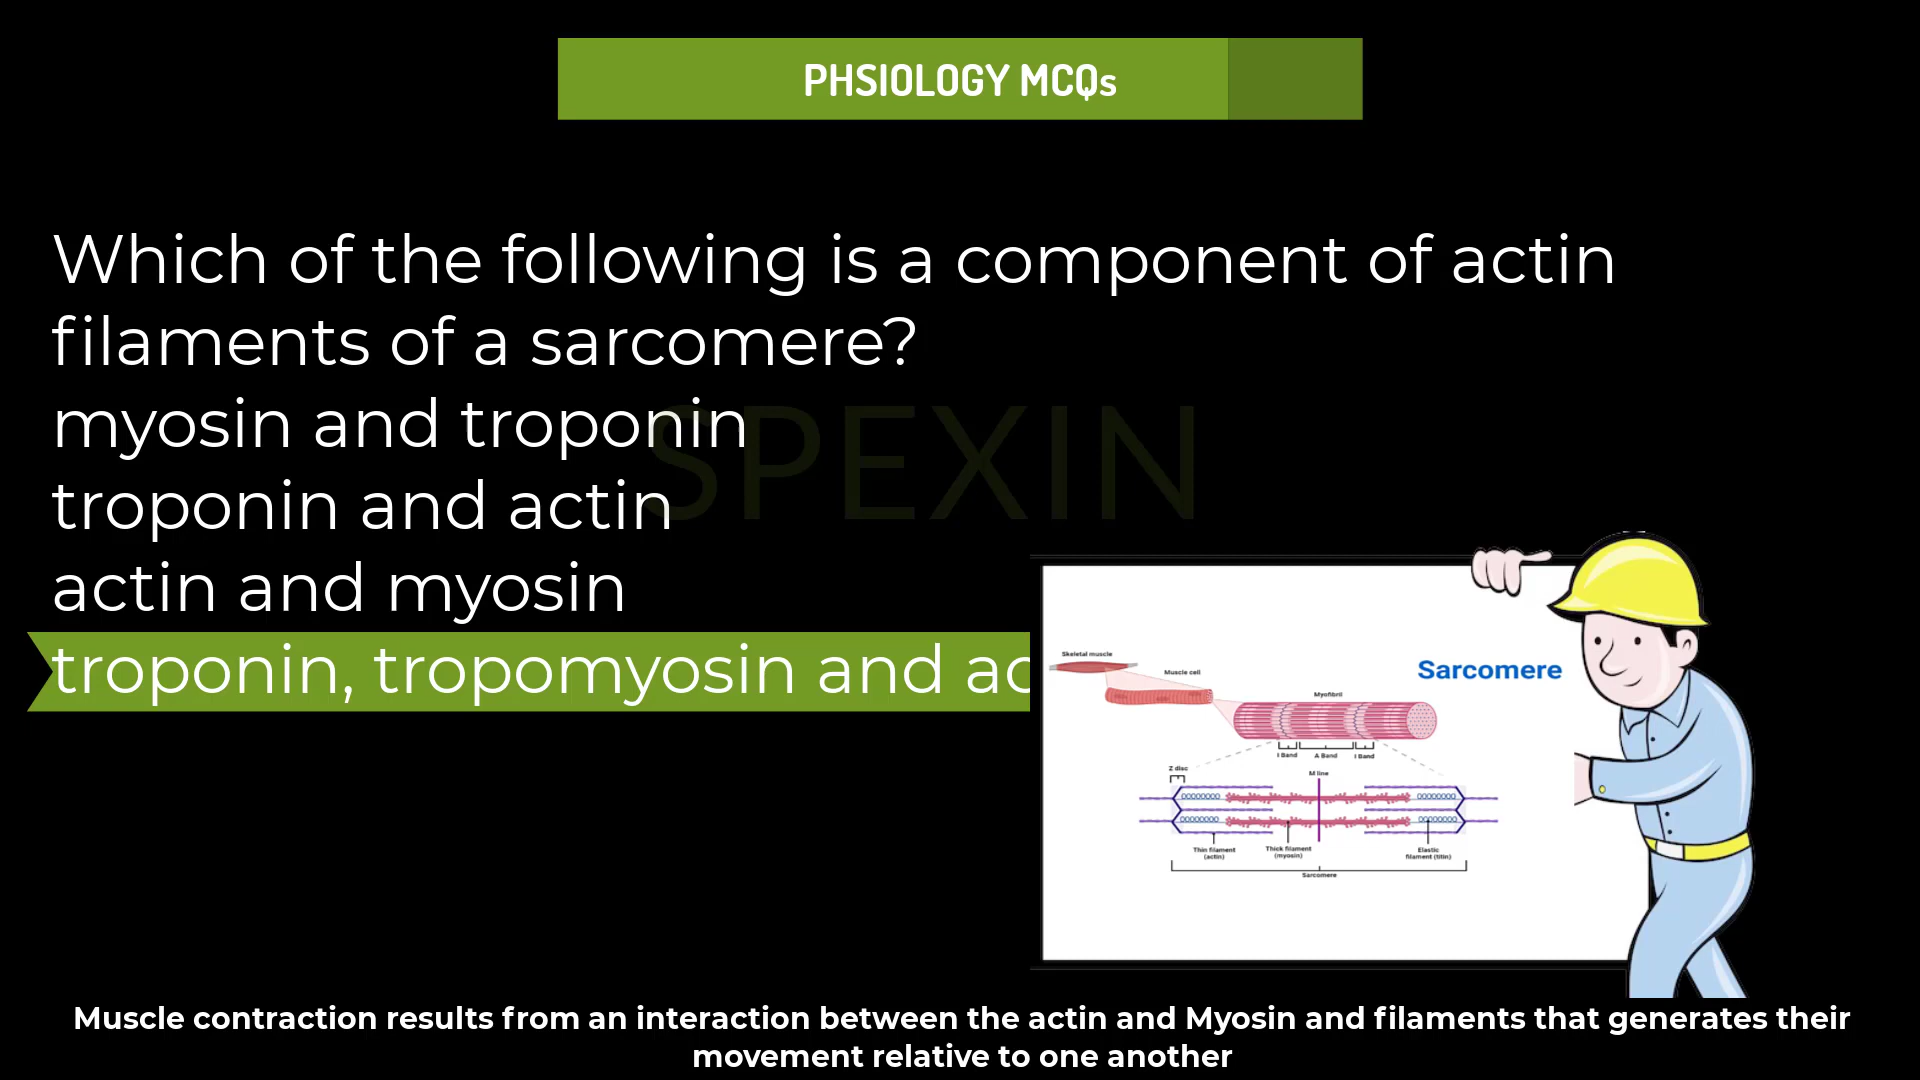 PHSIOLOGY MCQs
Which of the following is a component of actin
filaments of a sarcomere?
myosin and troponin
troponin and actin
actin and myosin
troponin, tropomyosin and ac
SPEXIN
Sarcomere
Skeletal muscle
Muscle cell
Myofibril
I Band
A Band
I Band
Z disc
M line
Thin filament
(actin)
Thick filament
(myosin)
Elastic
filament (titin)
Sarcomere
Muscle contraction results from an interaction between the actin and Myosin and filaments that generates their
movement relative to one another